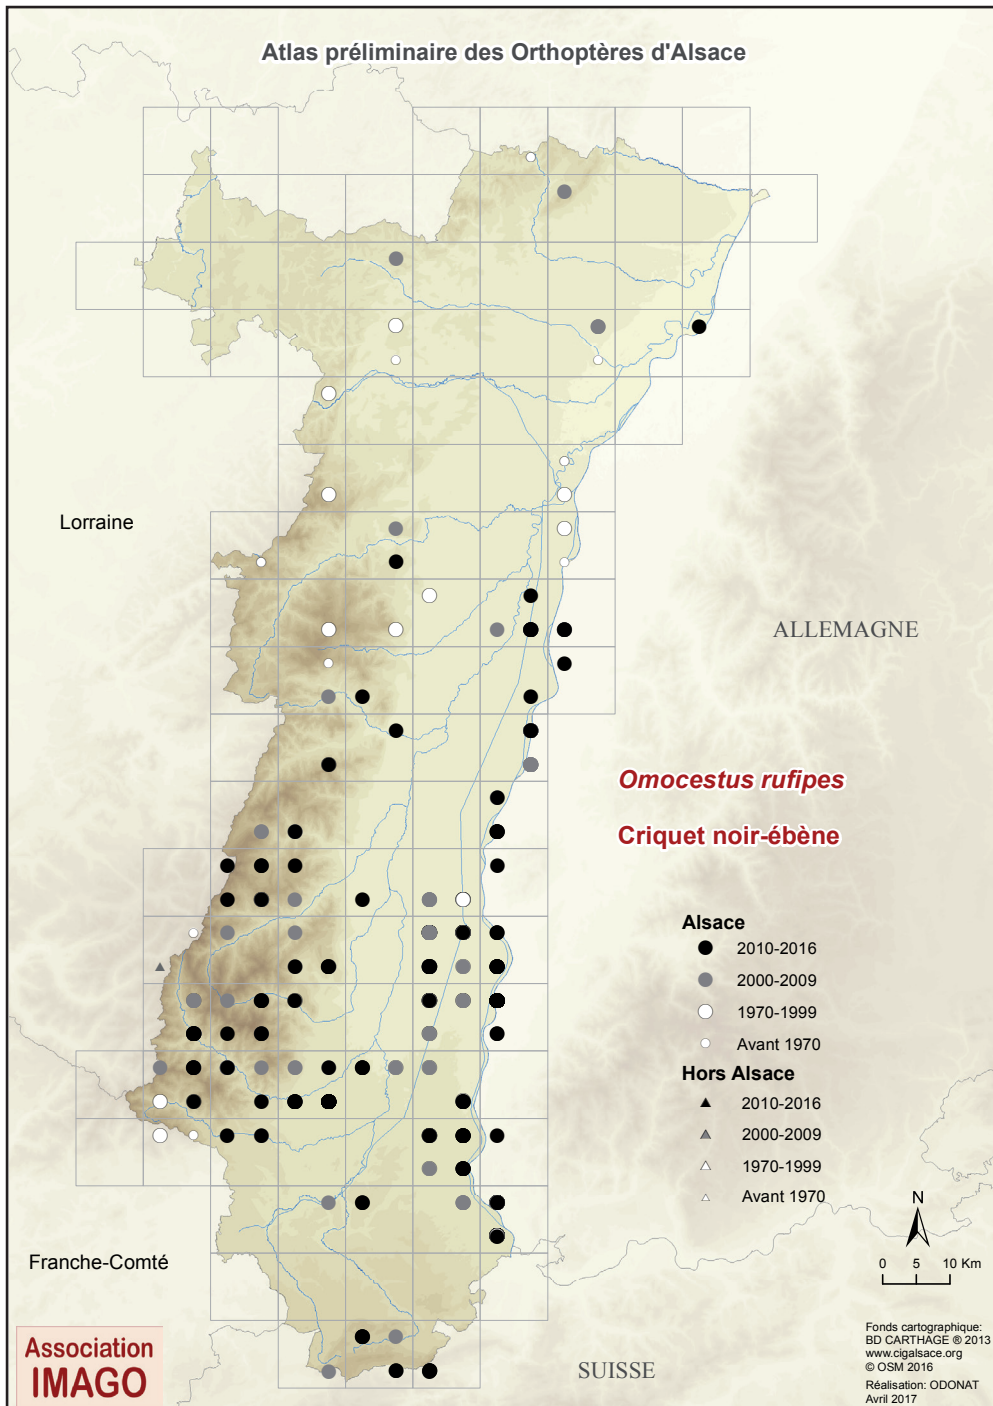 Atlas préliminaire des Orthoptères d'Alsace
Lorraine
ALLEMAGNE
Omocestus rufipes
Criquet noir-ébène
Alsace
2010-2016
2000-2009
1970-1999
Avant 1970
Hors Alsace
2010-2016
2000-2009
1970-1999
Avant 1970
N
0 5 10 Km
Franche-Comté
SUISSE
Association
IMAGO
Fonds cartographique:
BD CARTHAGE ® 2013
www.cigalsace.org
© OSM 2016
Réalisation: ODONAT
Avril 2017